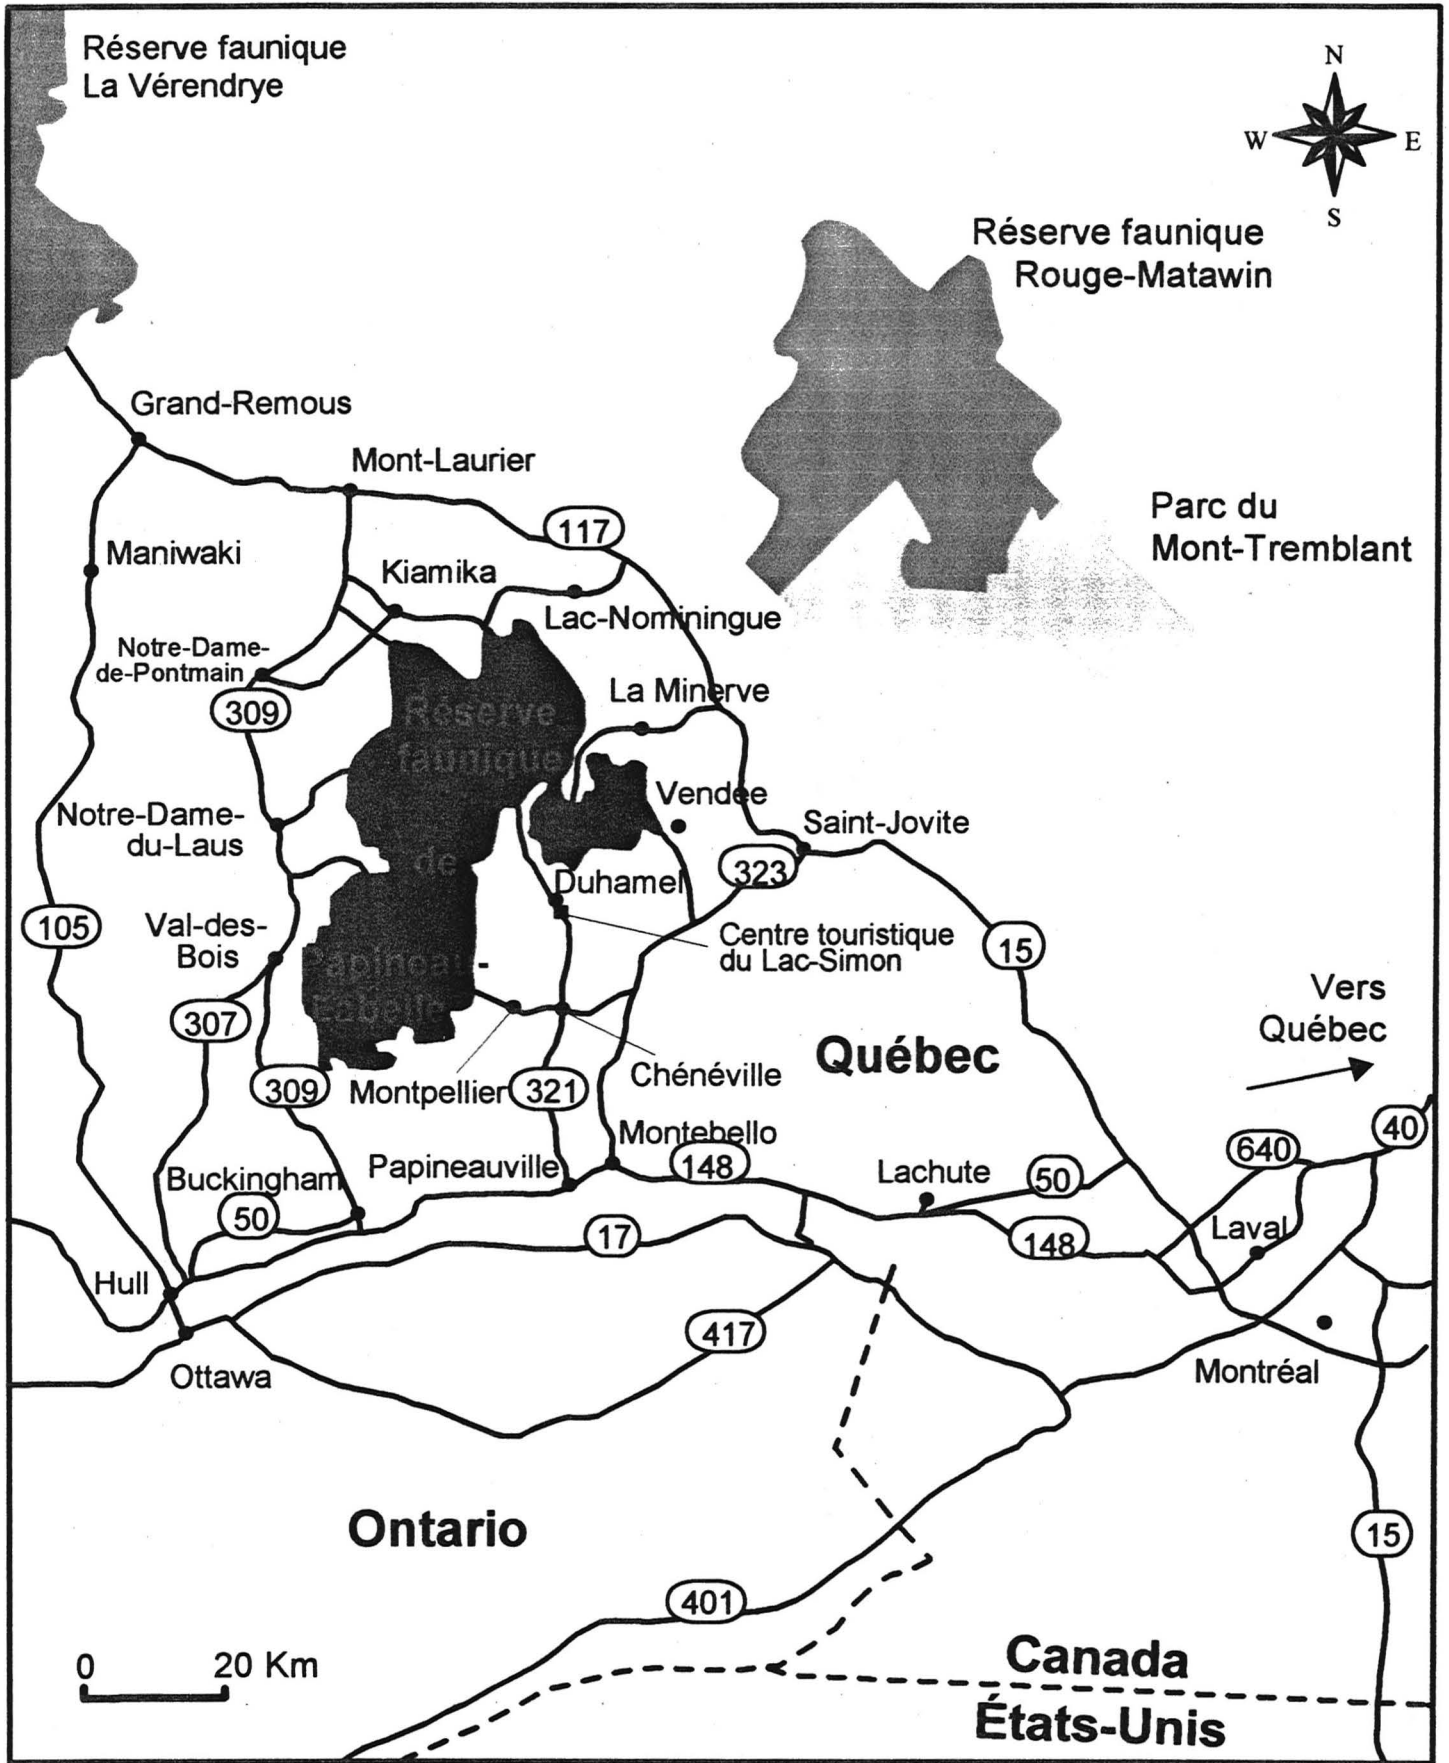 Réserve faunique
La Vérendrye
N
W
E
S
Réserve faunique
Rouge-Matawin
Grand-Remous
Mont-Laurier
Parc du
Mont-Tremblant
117
Maniwaki
Kiamika
Lac-Nominingue
Notre-Dame-
de-Pontmain
309
La Minerve
Réserve
faunique
de
Papineau-
Labelle
Vendée
Notre-Dame-
du-Laus
Saint-Jovite
323
Duhamel
105
Val-des-
Bois
Centre touristique
du Lac-Simon
15
307
Vers
Québec
Québec
309
Montpellier
321
Chénéville
Montebello
40
640
148
Papineauville
Buckingham
Lachute
50
50
17
148
Laval
Hull
417
Ottawa
Montréal
Ontario
15
401
0
20 Km
Canada
États-Unis